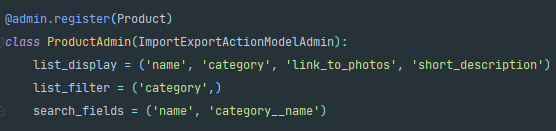 @admin.register(Product)
class ProductAdmin(ImportExportActionModelAdmin):
    list_display = ('name', 'category', 'link_to_photos', 'short_description')
    list_filter = ('category',)
    search_fields = ('name', 'category__name')